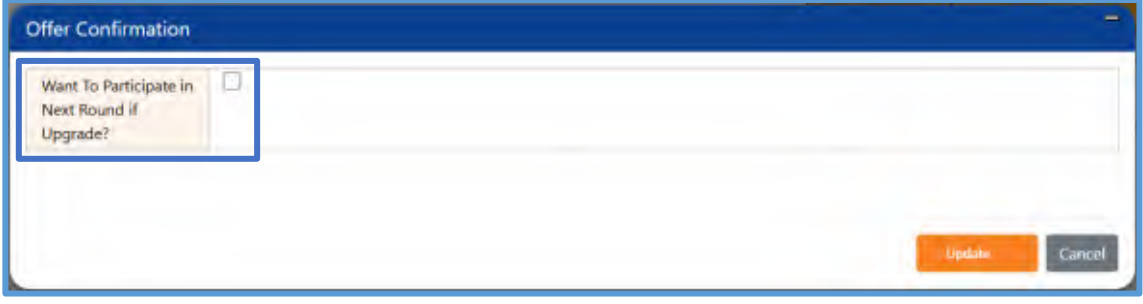 Offer Confirmation
Want To Participate in
Next Round if
Upgrade?
Update
Cancel